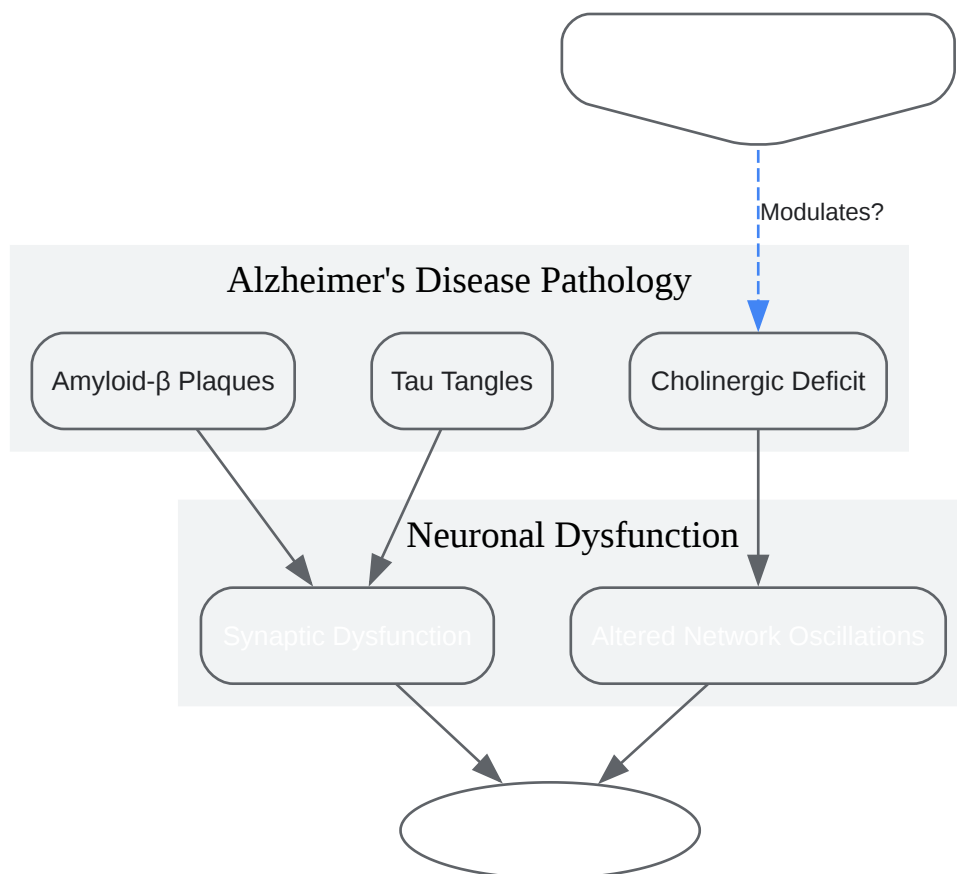 Modulates?
Alzheimer's Disease Pathology
Amyloid-β Plaques
Tau Tangles
Cholinergic Deficit
Neuronal Dysfunction
Synaptic Dysfunction
Altered Network Oscillations